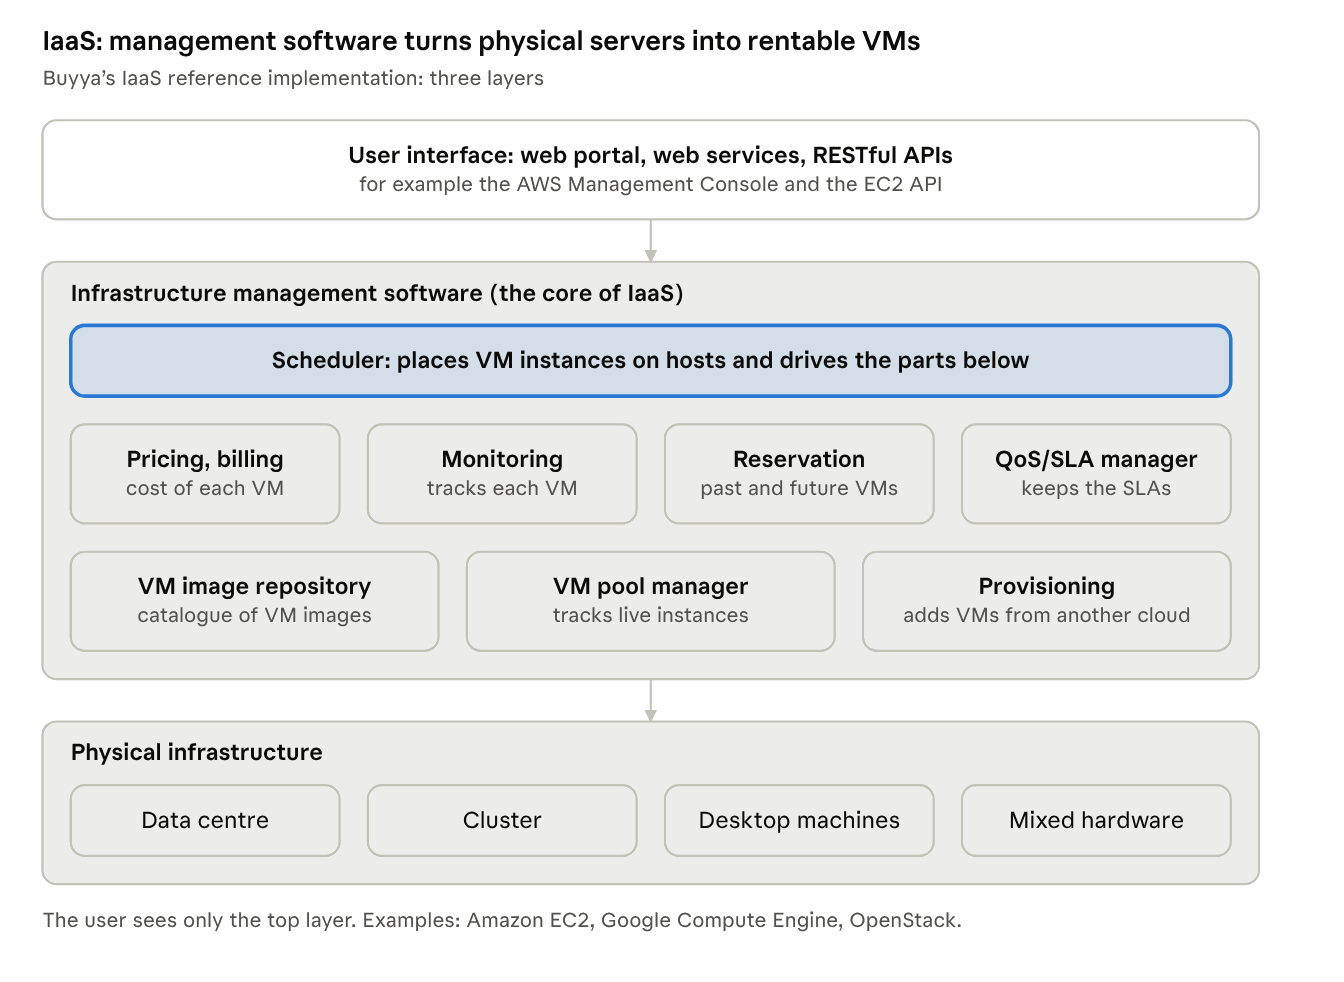 IaaS: management software turns physical servers into rentable VMs
Buyya’s IaaS reference implementation: three layers
User interface: web portal, web services, RESTful APIs
for example the AWS Management Console and the EC2 API
Infrastructure management software (the core of IaaS)
Scheduler: places VM instances on hosts and drives the parts below
Pricing, billing
cost of each VM
Monitoring
tracks each VM
Reservation
past and future VMs
QoS/SLA manager
keeps the SLAs
VM image repository
catalogue of VM images
VM pool manager
tracks live instances
Provisioning
adds VMs from another cloud
Physical infrastructure
Data centre
Cluster
Desktop machines
Mixed hardware
The user sees only the top layer. Examples: Amazon EC2, Google Compute Engine, OpenStack.